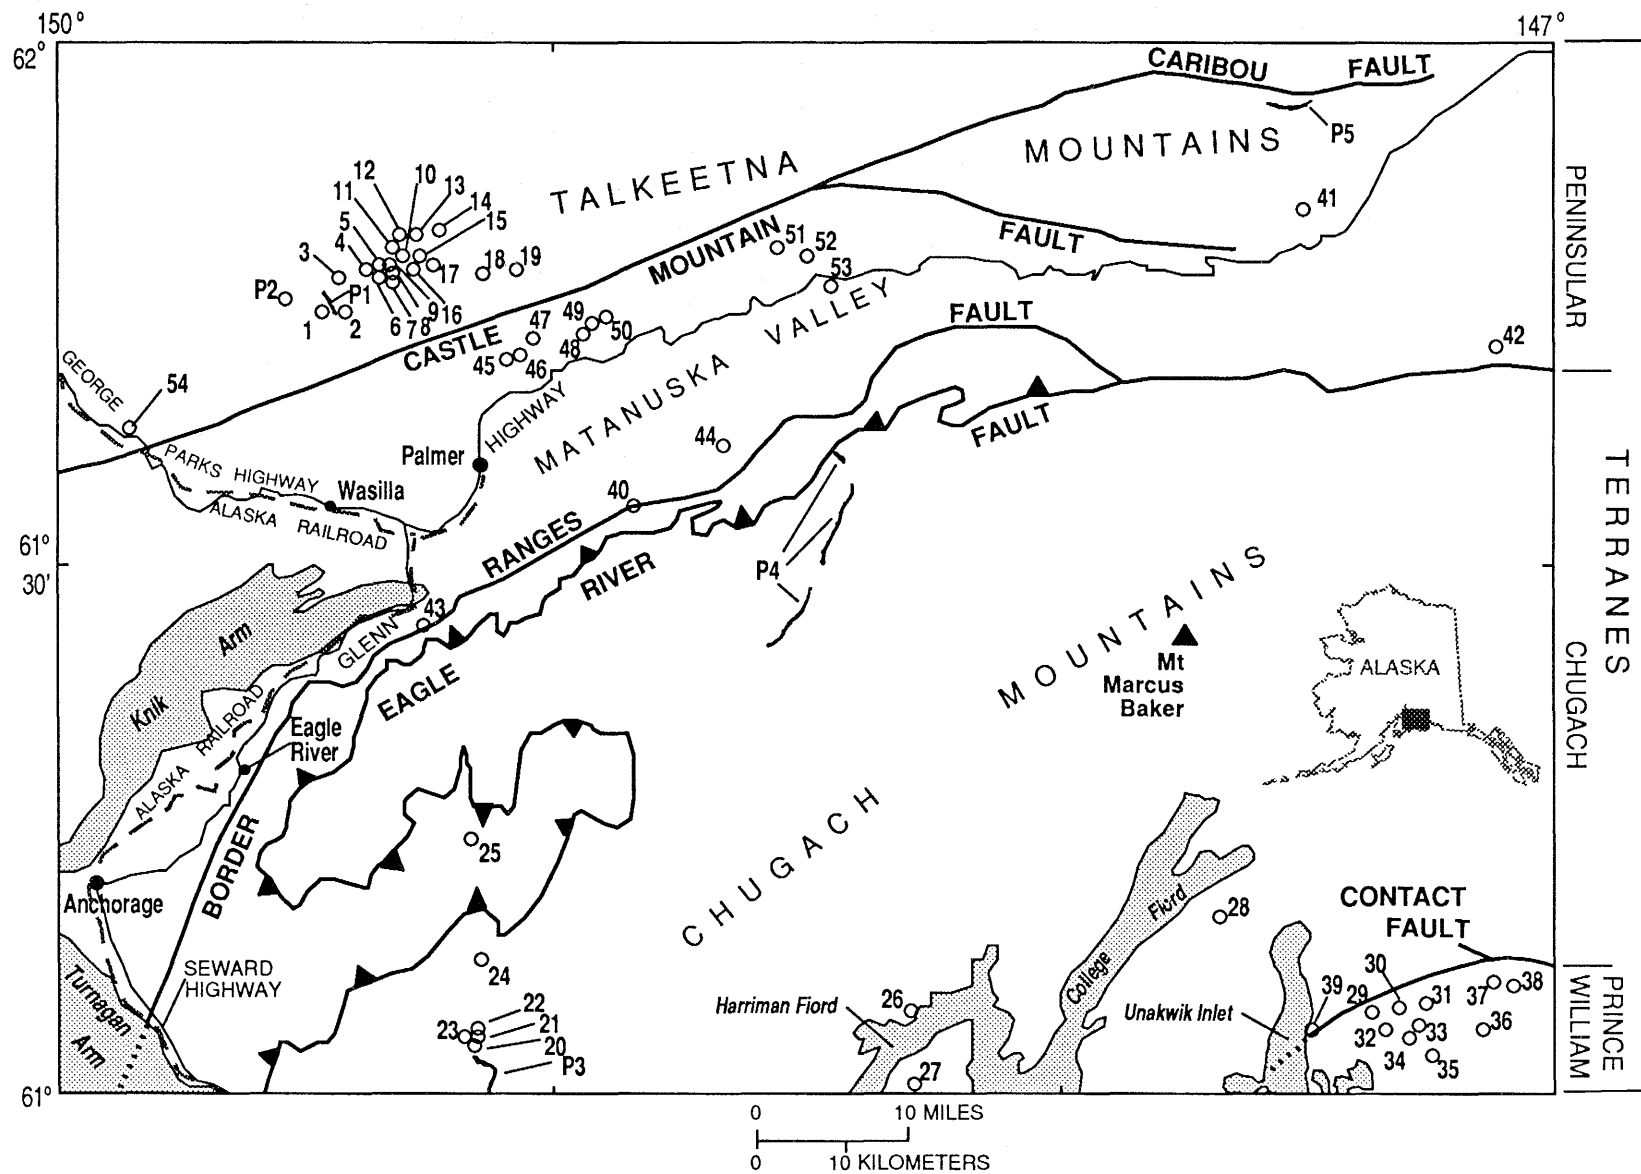 150°
147°
62°
CARIBOU FAULT
P5
MOUNTAINS
TALKEETNA
PENINSULAR
12
10
13
11
14
5
15
4
3
41
FAULT
MOUNTAIN
51
52
18
19
17
53
P2
P1
1
2
6
7
8
9
16
49
50
47
48
45
46
CASTLE
VALLEY
FAULT
42
GEORGE
54
PARKS HIGHWAY
Palmer
HIGHWAY
MATANUSKA
FAULT
44
Wasilla
ALASKA RAILROAD
40
TERRANES
61°
30'
RANGES
RIVER
P4
43
GLENN
Knik Arm
EAGLE
MOUNTAINS
Mt
Marcus
Baker
ALASKA
CHUGACH
Eagle
River
ALASKA RAILROAD
BORDER
25
CHUGACH
Anchorage
College Fiord
28
CONTACT
FAULT
SEWARD
HIGHWAY
24
Turnagan
Arm
Harriman Fiord
26
Unakwik Inlet
39
29
30
31
37
38
22
23
21
20
P3
32
33
34
35
36
27
PRINCE
WILLIAM
61°
0
10 MILES
0
10 KILOMETERS